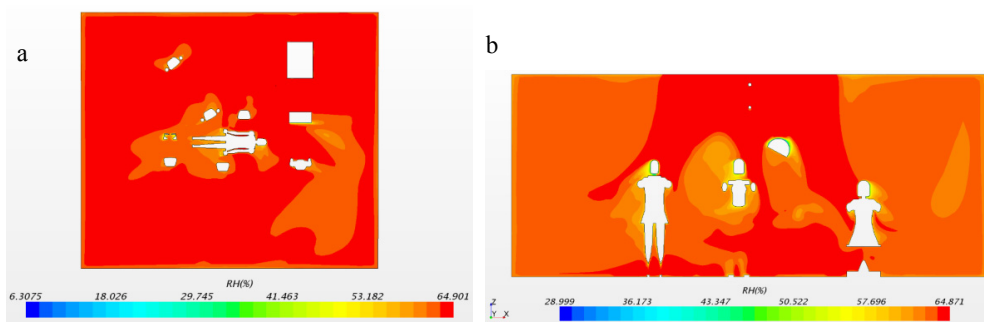 a
RH(%)
6.3075 18.026 29.745 41.463 53.182 64.901
b
Z
Y X
RH(%)
28.999 36.173 43.347 50.522 57.696 64.871